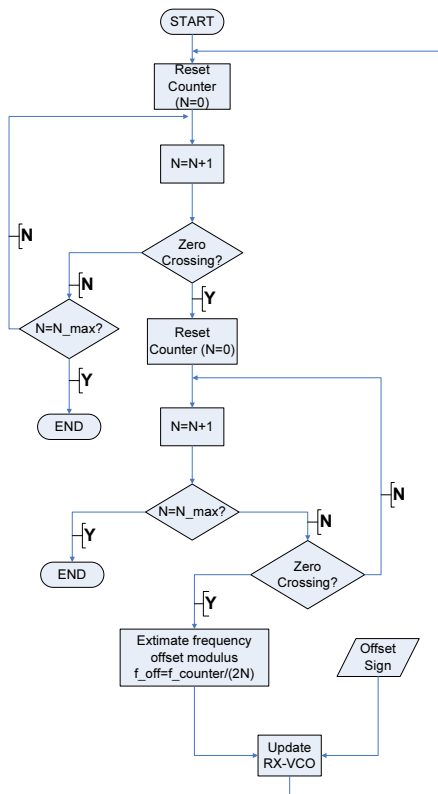 START
Reset
Counter
(N=0)
N=N+1
Zero
Crossing?
N
N
Y
N=N_max?
Reset
Counter (N=0)
Y
END
N=N+1
N
N=N_max?
Y
N
END
Zero
Crossing?
Y
Extimate frequency
offset modulus
f_off=f_counter/(2N)
Offset
Sign
Update
RX-VCO